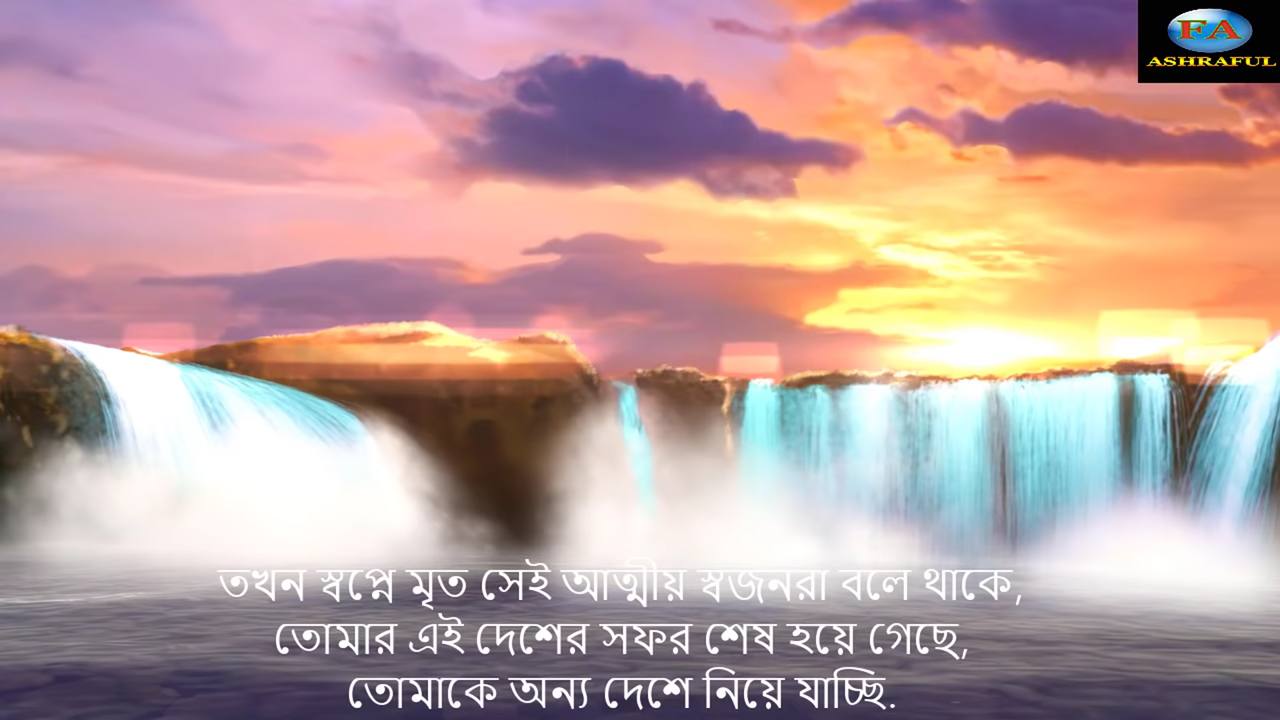 FA
ASHRAFUL
তখন স্বপ্নে মৃত সেই আত্মীয় স্বজনরা বলে থাকে,
তোমার এই দেশের সফর শেষ হয়ে গেছে,
তোমাকে অন্য দেশে নিয়ে যাচ্ছি.